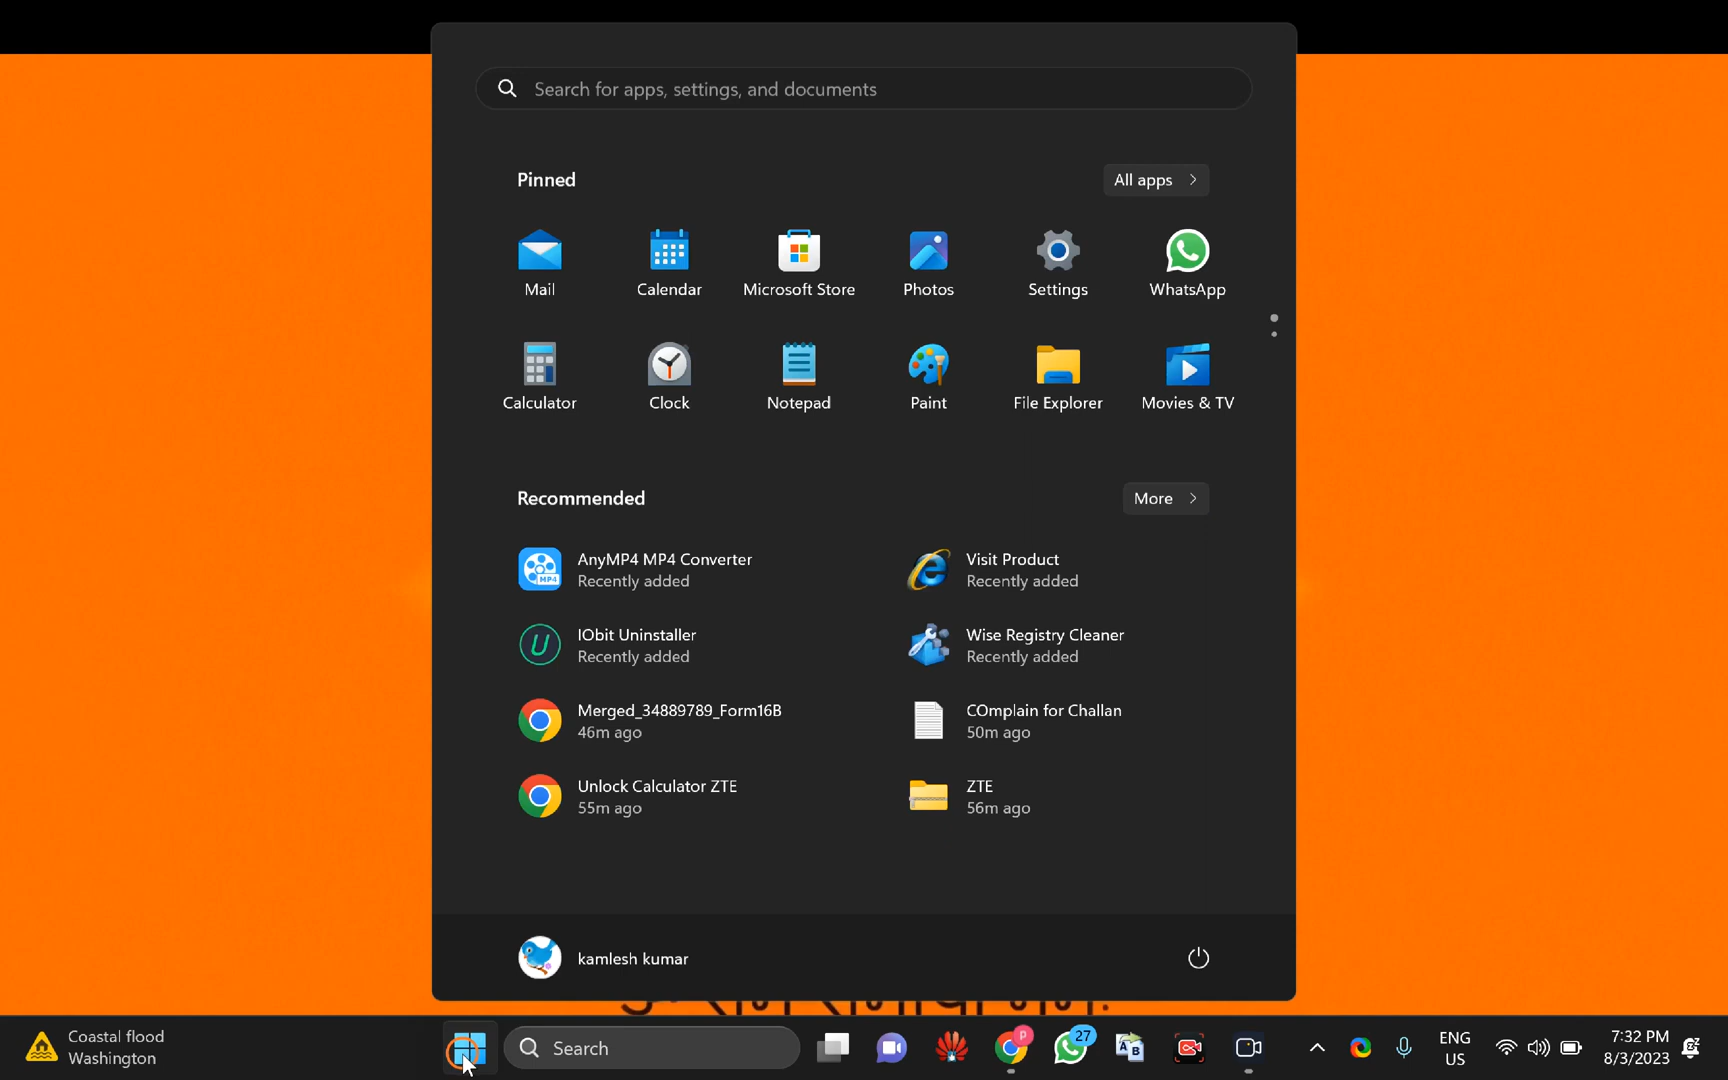 Search for apps, settings, and documents
Pinned
All apps
Mail
Calendar
Microsoft Store
Photos
Settings
WhatsApp
Calculator
Clock
Notepad
Paint
File Explorer
Movies & TV
Recommended
More
AnyMP4 MP4 Converter
Recently added
Visit Product
Recently added
IObit Uninstaller
Recently added
Wise Registry Cleaner
Recently added
Merged_34889789_Form16B
46m ago
COmplain for Challan
50m ago
Unlock Calculator ZTE
55m ago
ZTE
56m ago
kamlesh kumar
Coastal flood
Washington
Search
P
27
ENG
US
7:32 PM
8/3/2023